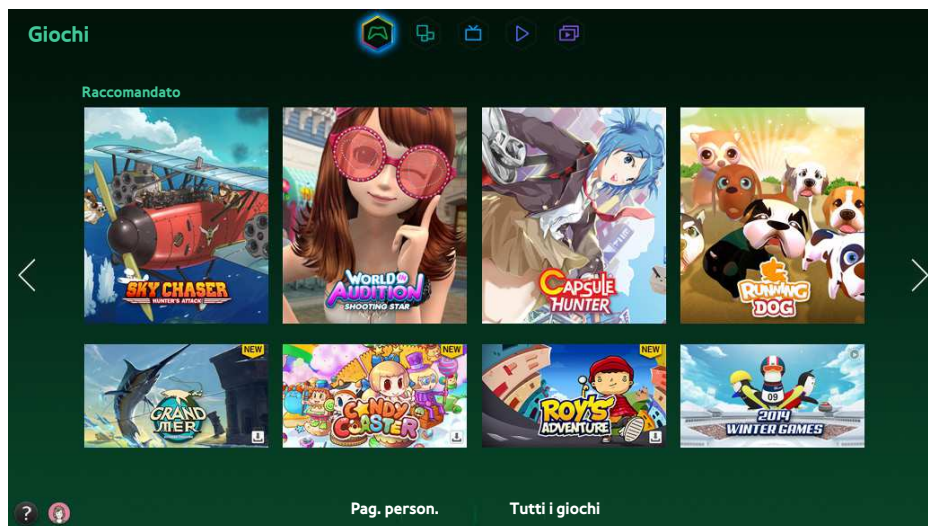 Giochi
Raccomandato
SKY CHASER
HUNTER'S ATTACK
WORLD IN
AUDITION
SHOOTING STAR
CAPSULE
HUNTER
RUNNING
DOG
NEW
GRAND
MER
NEW
CANDY
COASTER
NEW
ROY'S
ADVENTURE
09
2014
WINTER GAMES
?
Pag. person.
Tutti i giochi